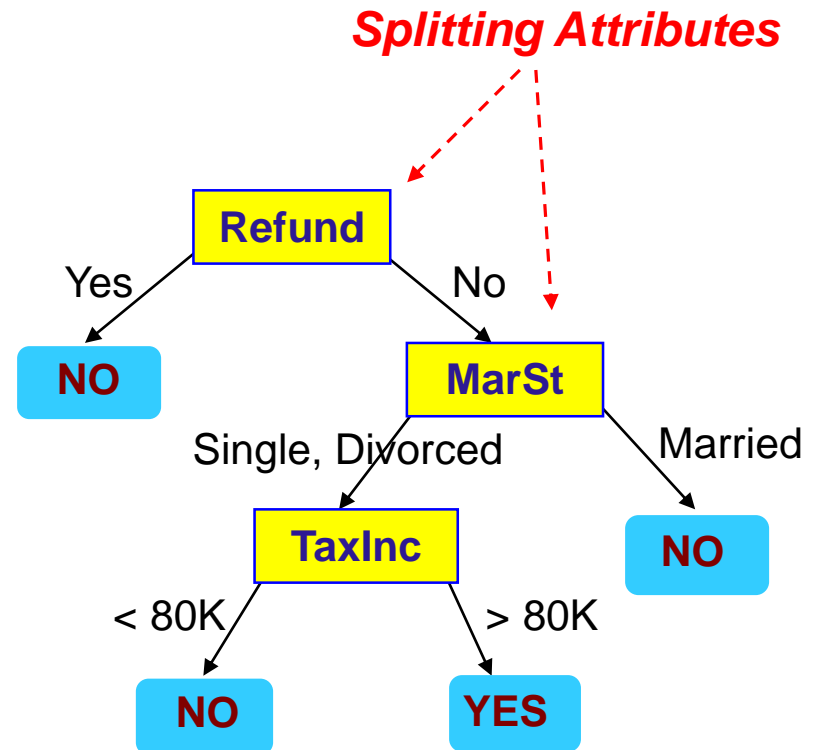 Splitting Attributes
Refund
Yes
No
NO
MarSt
Single, Divorced
Married
TaxInc
NO
< 80K
> 80K
NO
YES